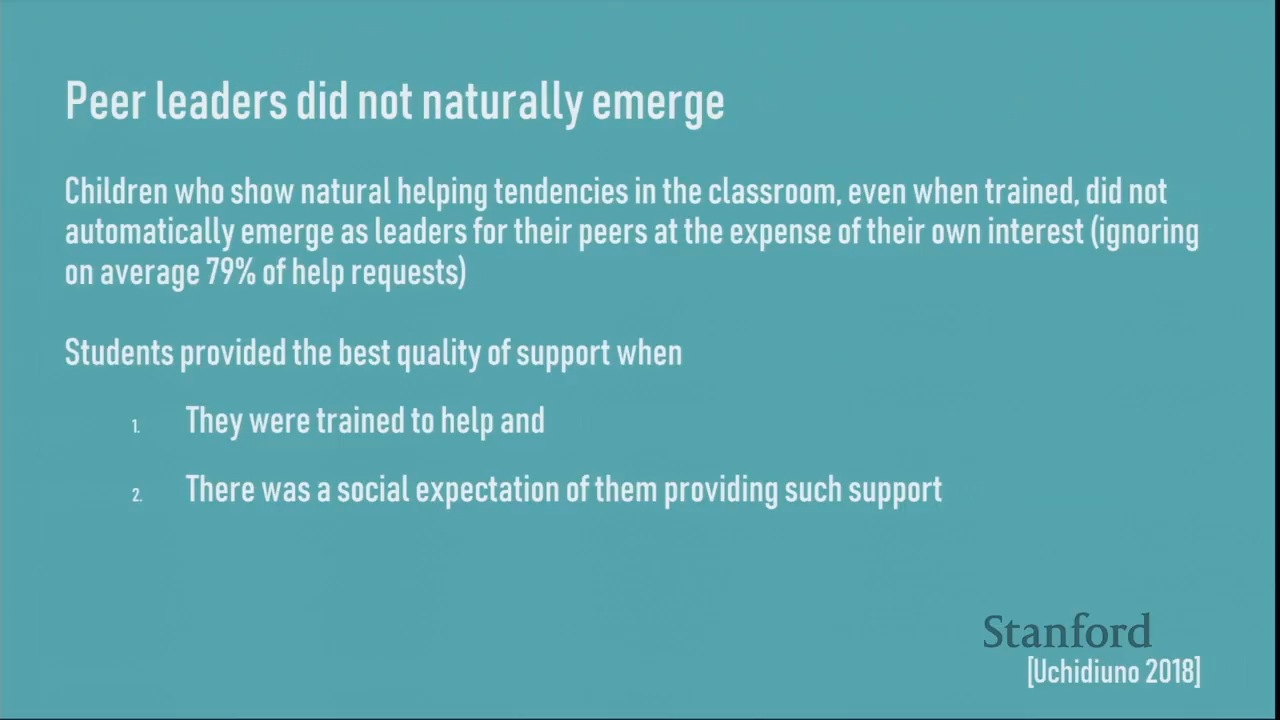 Peer leaders did not naturally emerge
Children who show natural helping tendencies in the classroom, even when trained, did not
automatically emerge as leaders for their peers at the expense of their own interest (ignoring
on average 79% of help requests)
Students provided the best quality of support when
1. They were trained to help and
2. There was a social expectation of them providing such support
Stanford
[Uchidiuno 2018]